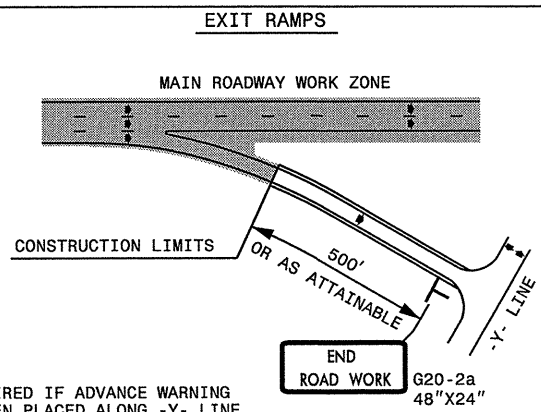 EXIT RAMPS
MAIN ROADWAY WORK ZONE
CONSTRUCTION LIMITS
500'
OR AS ATTAINABLE
-Y- LINE
END
ROAD WORK
G20-2a
48"X24"
IF ADVANCE WARNING
PLACED ALONG -Y- LINE